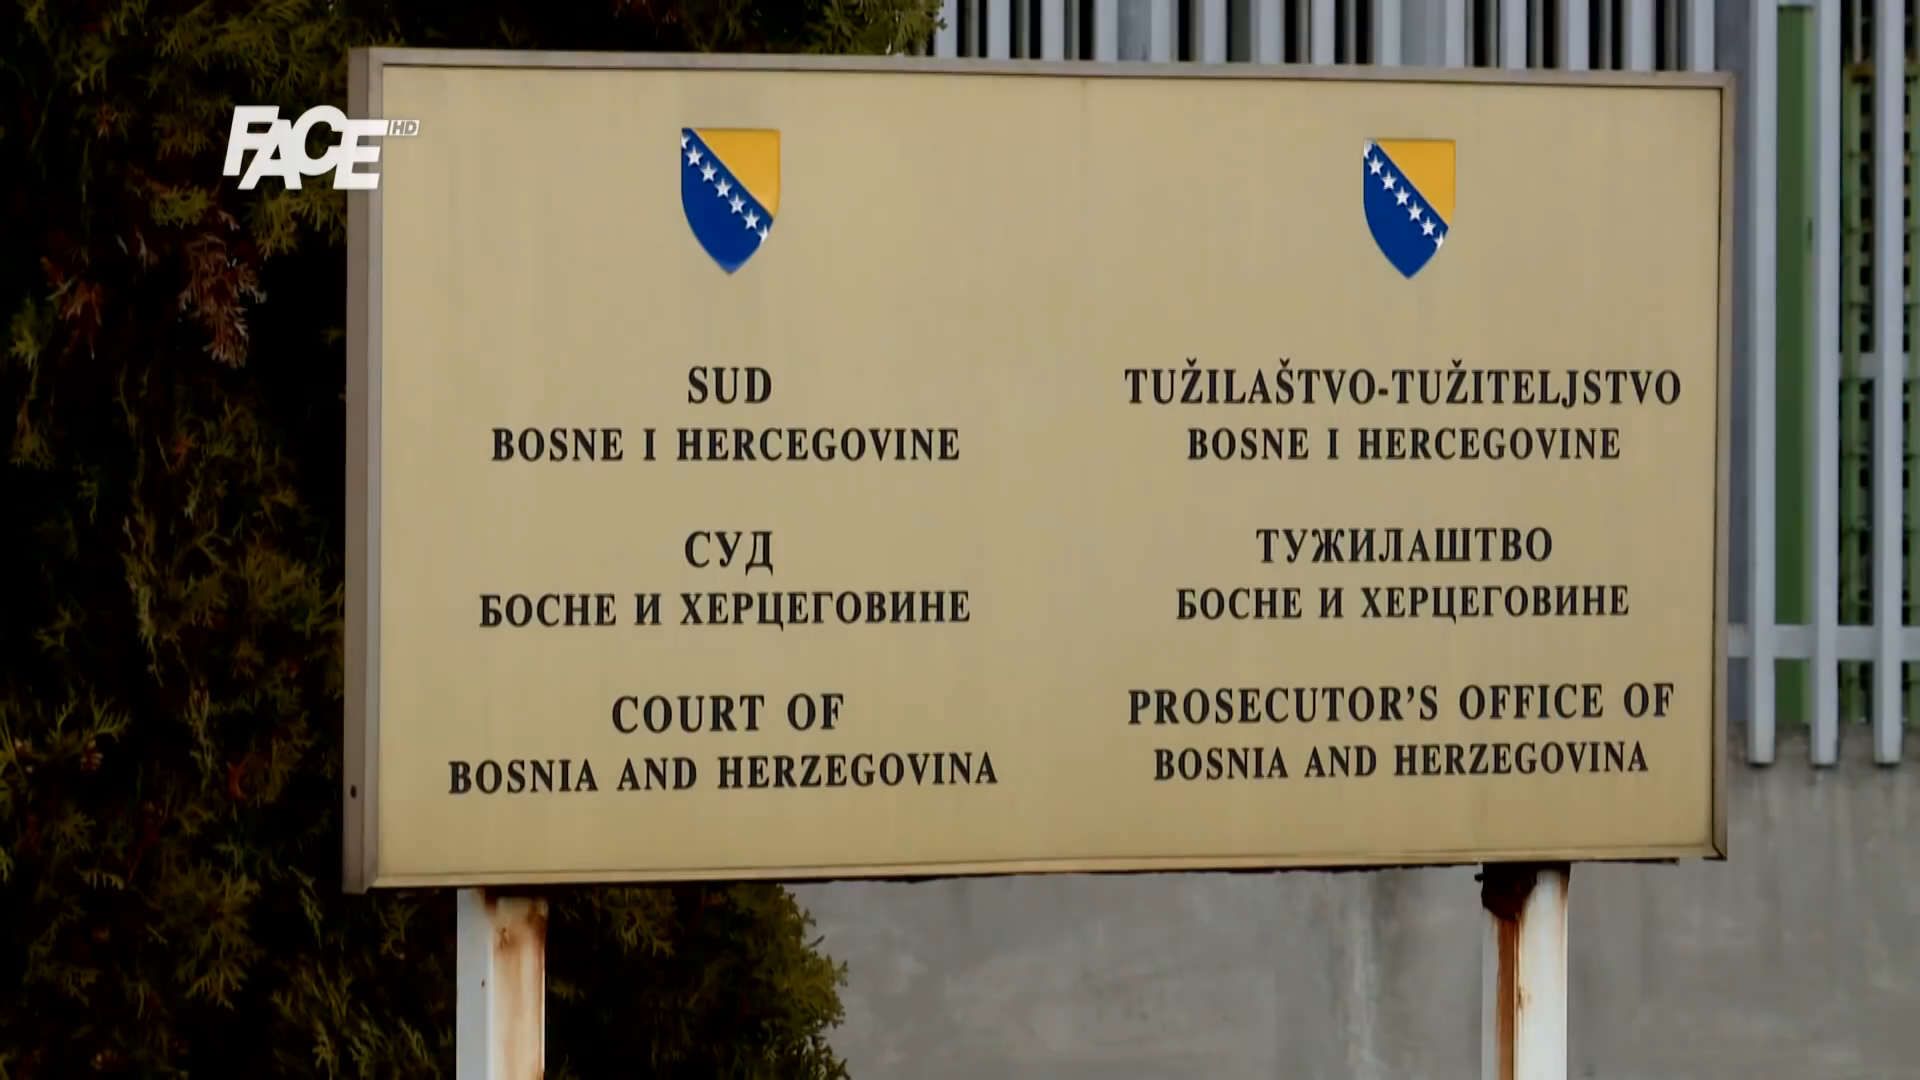 FACE HD
SUD
BOSNE I HERCEGOVINE
СУД
БОСНЕ И ХЕРЦЕГОВИНЕ
COURT OF
BOSNIA AND HERZEGOVINA
TUŽILAŠTVO-TUŽITELJSTVO
BOSNE I HERCEGOVINE
ТУЖИЛАШТВО
БОСНЕ И ХЕРЦЕГОВИНЕ
PROSECUTOR'S OFFICE OF
BOSNIA AND HERZEGOVINA